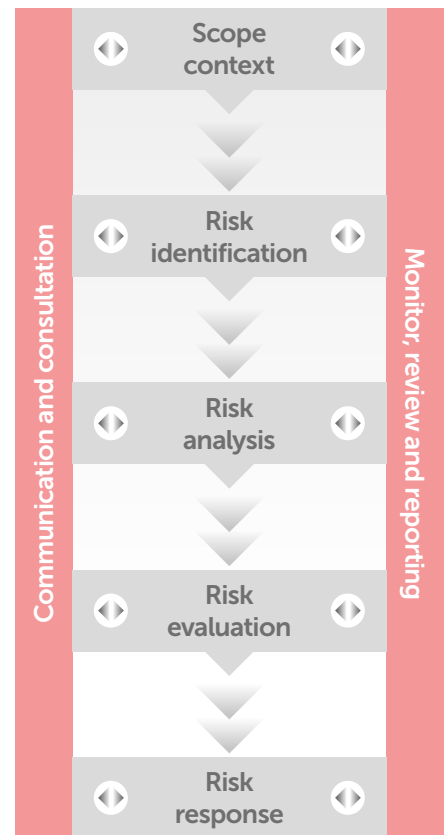 Scope
context
Communication and consultation
Risk
identification
Monitor, review and reporting
Risk
analysis
Risk
evaluation
Risk
response